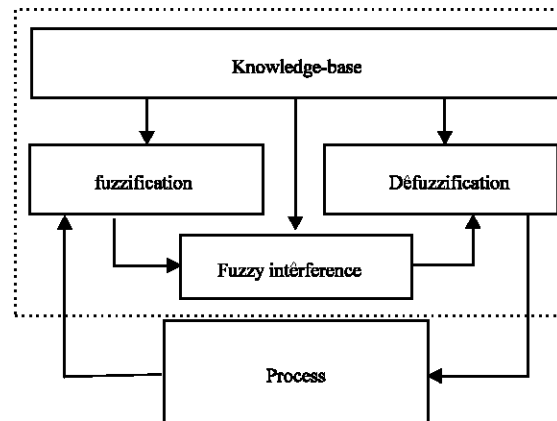 Knowledge-base
fuzzification
Dêfuzzification
Fuzzy intêrference
Process